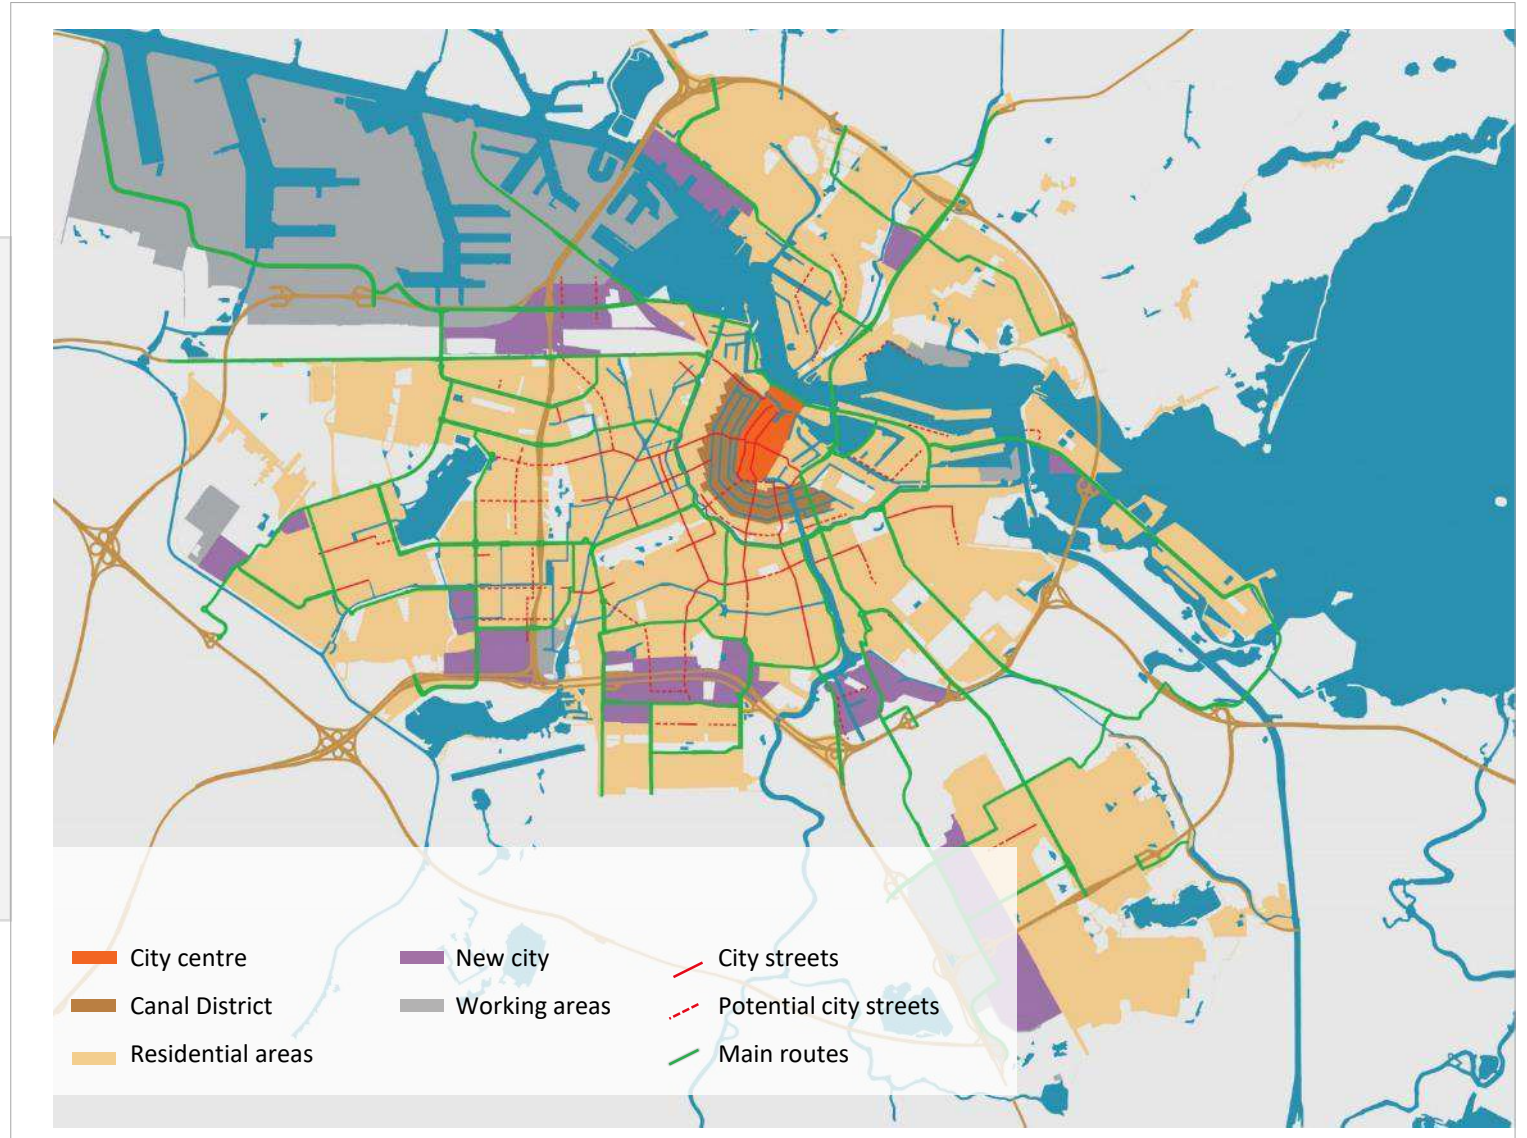 City centre
Canal District
Residential areas
New city
Working areas
City streets
Potential city streets
Main routes